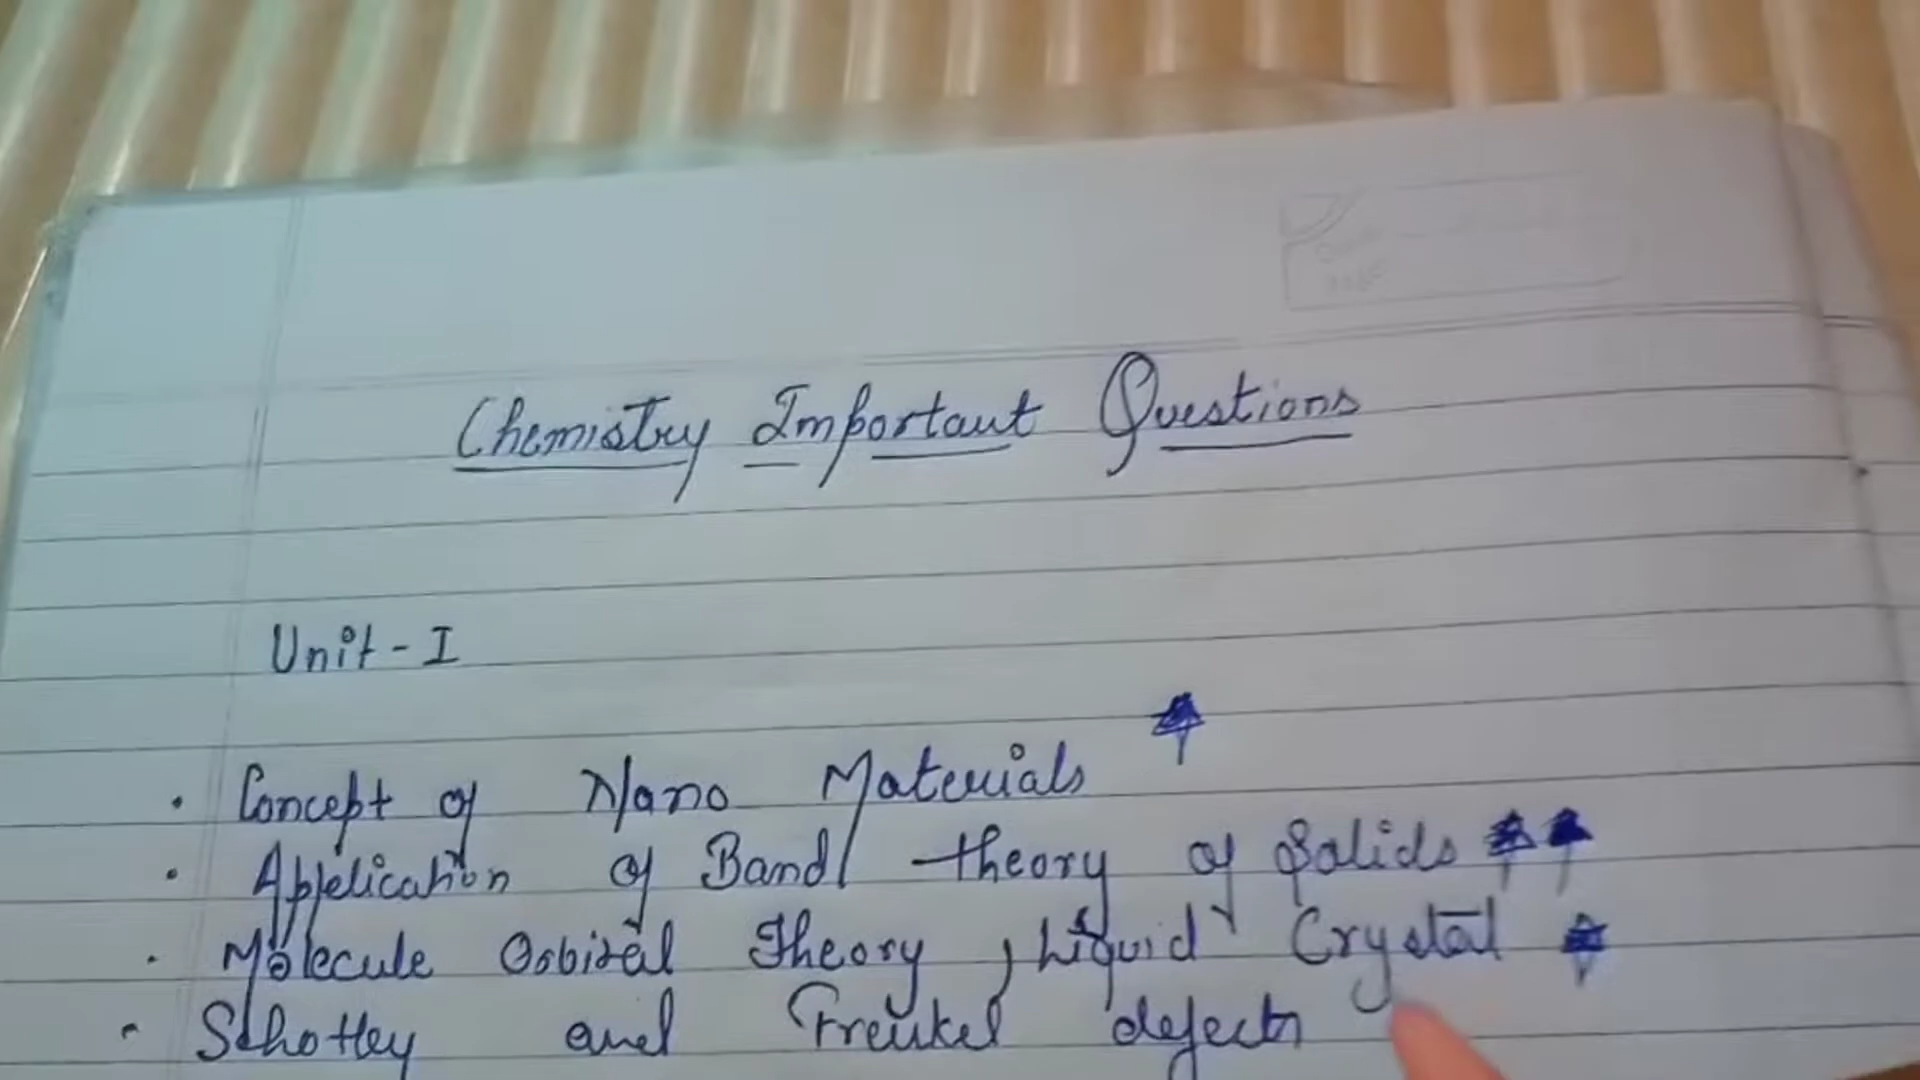 Chemistry Important Questions
Unit - I
· Concept of Nano Materials
· Application of Band theory of Solids
· Molecule Orbital Theory, Liquid Crystal
· Schottky and Frenkel defects